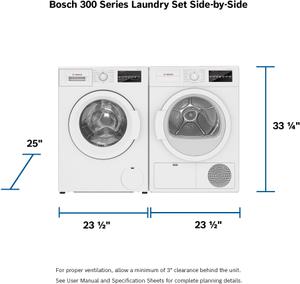 Bosch 300 Series Laundry Set Side-by-Side
BOSCH
BOSCH
33 ¼"
25"
23 ½"
23 ½"
For proper ventilation, allow a minimum of 3" clearance behind the unit.
See User Manual and Specification Sheets for complete planning details.